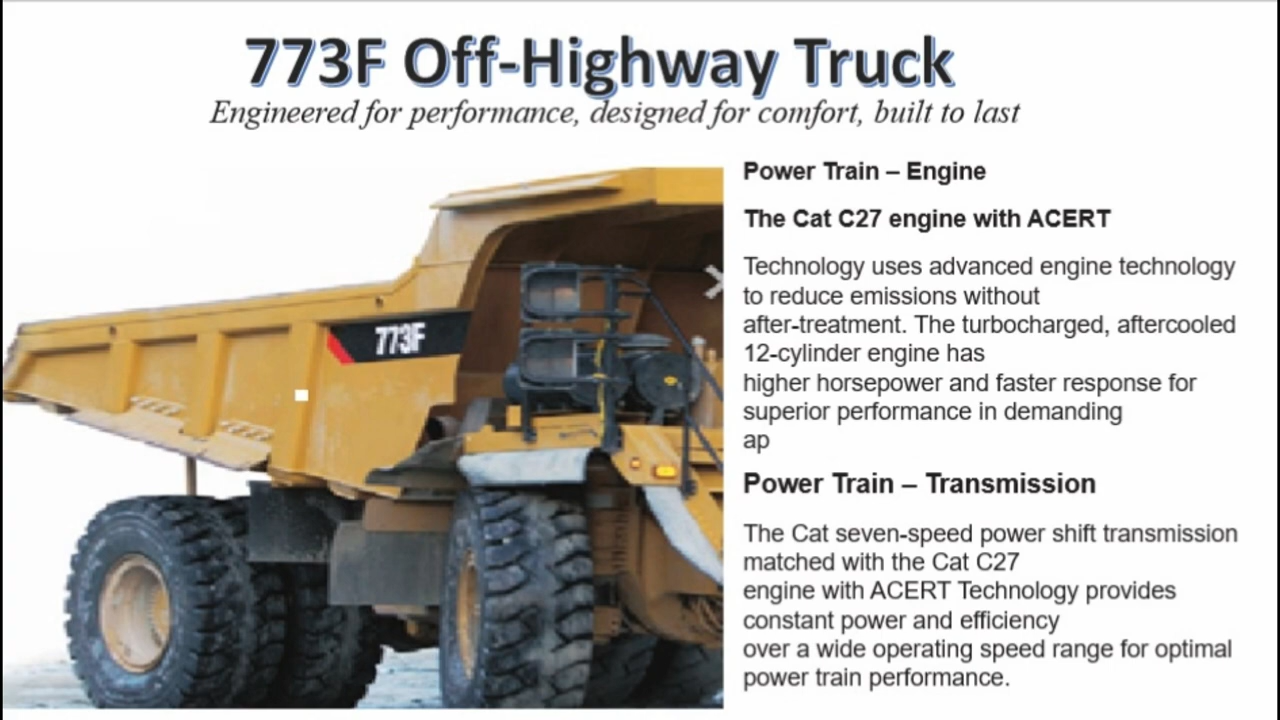 773F Off-Highway Truck
Engineered for performance, designed for comfort, built to last
773F
Power Train – Engine
The Cat C27 engine with ACERT
Technology uses advanced engine technology
to reduce emissions without
after-treatment. The turbocharged, aftercooled
12-cylinder engine has
higher horsepower and faster response for
superior performance in demanding
ap
Power Train – Transmission
The Cat seven-speed power shift transmission
matched with the Cat C27
engine with ACERT Technology provides
constant power and efficiency
over a wide operating speed range for optimal
power train performance.